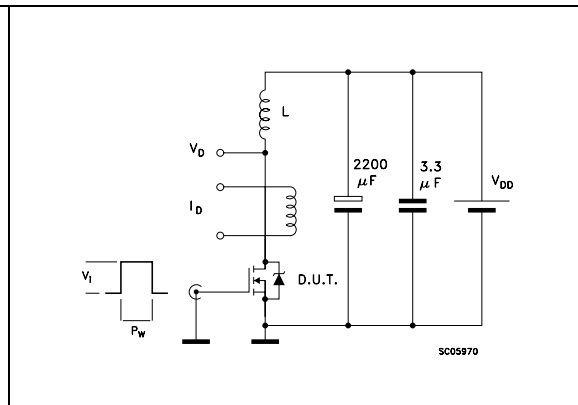 L
V_D
2200
μF
3.3
μF
V_DD
I_D
V_i
D.U.T.
P_W
SC05970